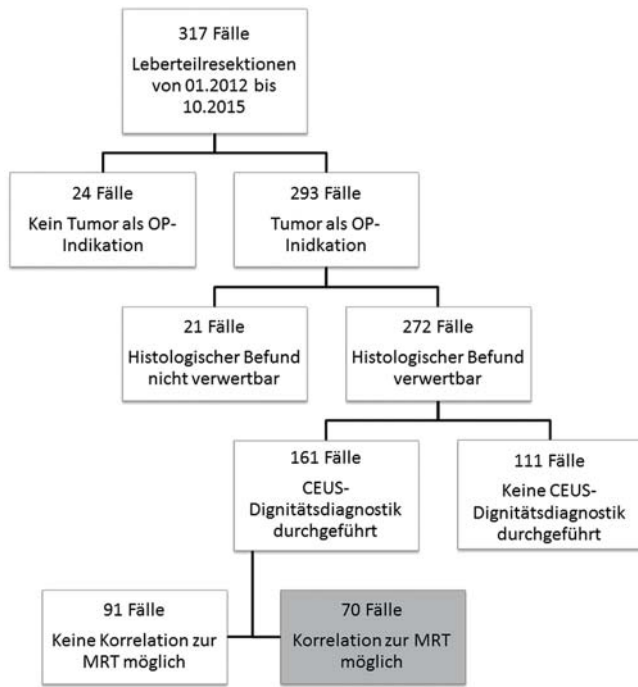 317 Fälle
Leberteilresektionen
von 01.2012 bis
10.2015
24 Fälle
Kein Tumor als OP-
Indikation
293 Fälle
Tumor als OP-
Inidkation
21 Fälle
Histologischer Befund
nicht verwertbar
272 Fälle
Histologischer Befund
verwertbar
161 Fälle
CEUS-
Dignitätsdiagnostik
durchgeführt
111 Fälle
Keine CEUS-
Dignitätsdiagnostik
durchgeführt
91 Fälle
Keine Korrelation zur
MRT möglich
70 Fälle
Korrelation zur MRT
möglich